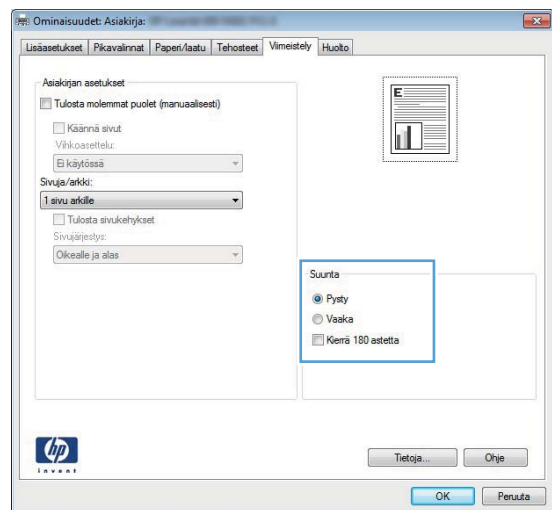 Ominaisuudet: Asiakirja:
Lisäasetukset Pikavalinnat Paperi/laatu Tehosteet Viimeistely Huolto
Asiakirjan asetukset
Tulosta molemmat puolet (manuaalisesti)
Käännä sivut
Vihkoasettelu:
Ei käytössä
Sivuja/arkki:
1 sivu arkille
Tulosta sivukehykset
Sivujärjestys:
Oikealle ja alas
E
Suunta
Pysty
Vaaka
Kierrä 180 astetta
hp
invent
Tietoja... Ohje
OK Peruuta